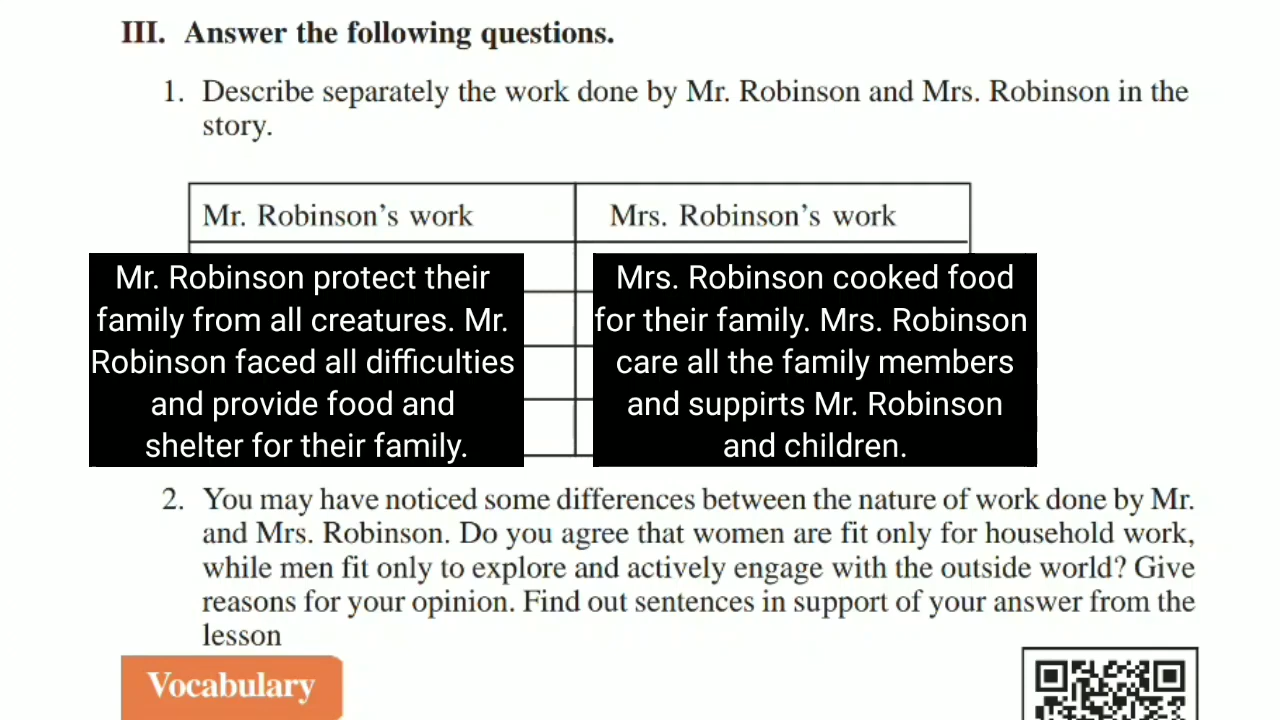 III. Answer the following questions.
1. Describe separately the work done by Mr. Robinson and Mrs. Robinson in the
story.
Mr. Robinson's work
Mrs. Robinson's work
Mr. Robinson protect their
family from all creatures. Mr.
Robinson faced all difficulties
and provide food and
shelter for their family.
Mrs. Robinson cooked food
for their family. Mrs. Robinson
care all the family members
and suppirts Mr. Robinson
and children.
2. You may have noticed some differences between the nature of work done by Mr.
and Mrs. Robinson. Do you agree that women are fit only for household work,
while men fit only to explore and actively engage with the outside world? Give
reasons for your opinion. Find out sentences in support of your answer from the
lesson
Vocabulary